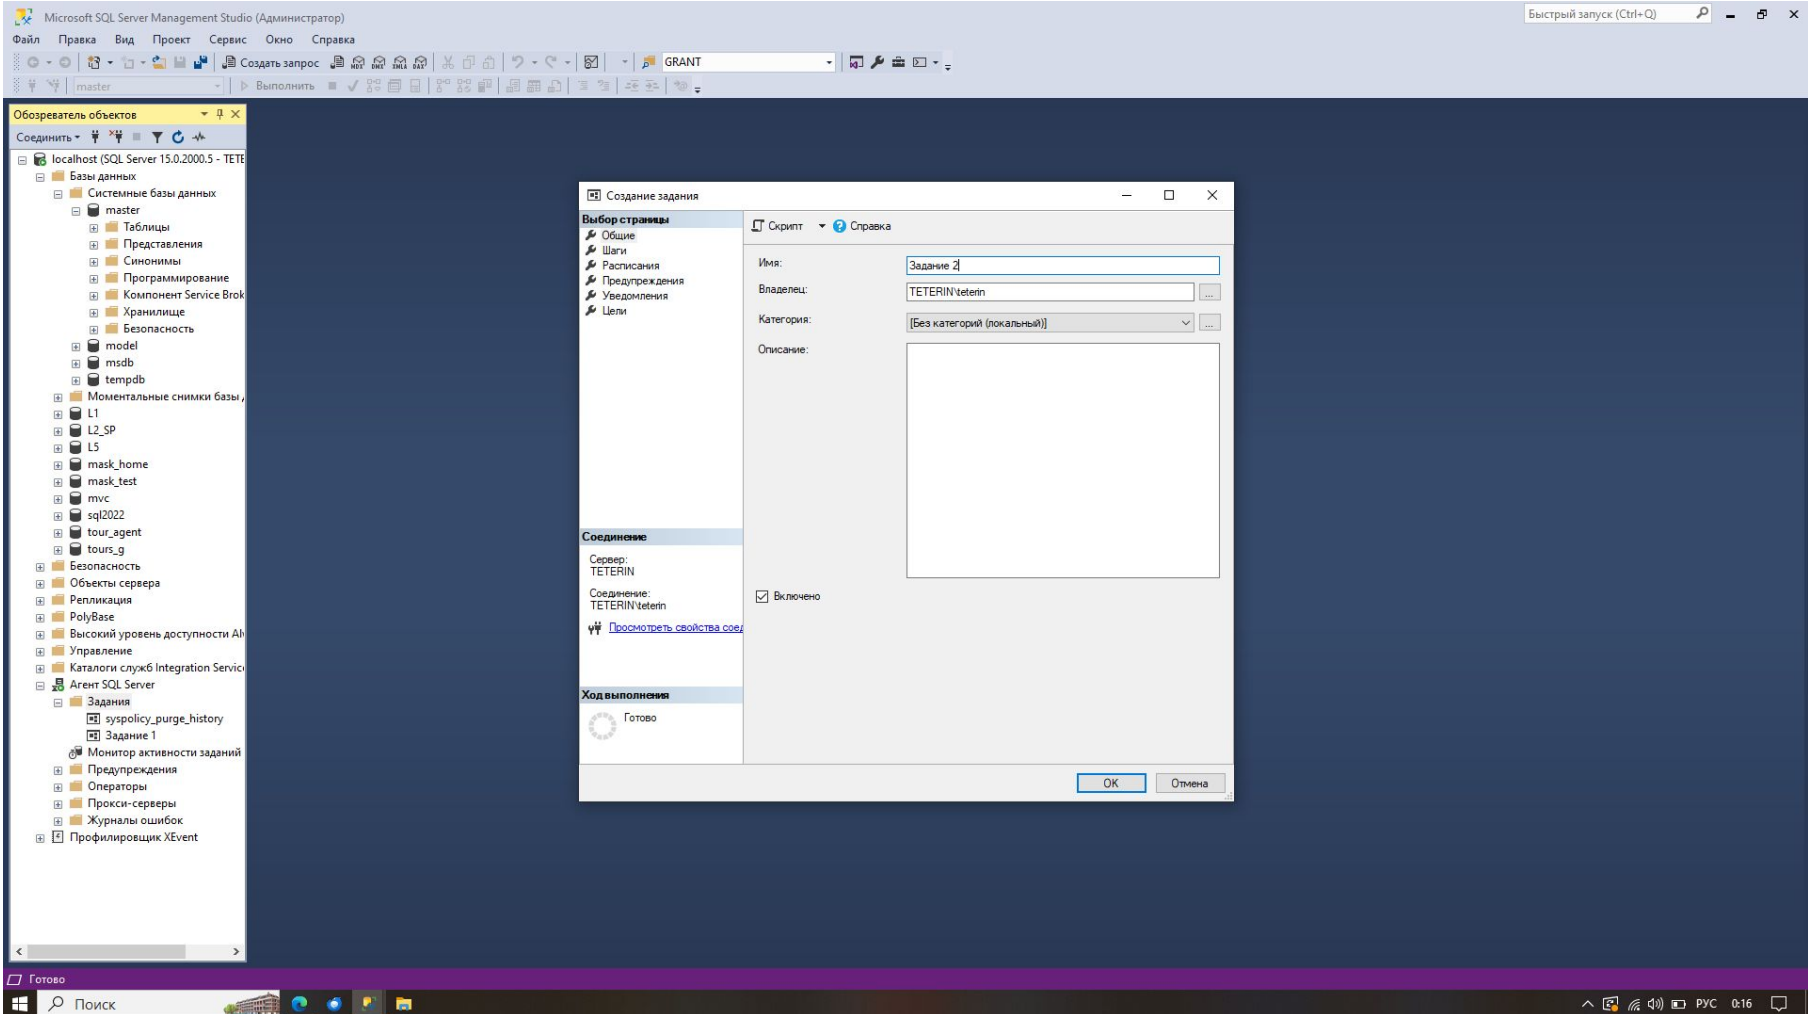 Microsoft SQL Server Management Studio (Администратор)
Быстрый запуск (Ctrl+Q)
Файл Правка Вид Проект Сервис Окно Справка
Создать запрос MDX DMX XMLA DAX GRANT
master Выполнить
Обозреватель объектов
Соединить
localhost (SQL Server 15.0.2000.5 - TETE
Базы данных
Системные базы данных
master
Таблицы
Представления
Синонимы
Программирование
Компонент Service Brok
Хранилище
Безопасность
model
msdb
tempdb
Моментальные снимки базы
L1
L2_SP
L5
mask_home
mask_test
mvc
sql2022
tour_agent
tours_g
Безопасность
Объекты сервера
Репликация
PolyBase
Высокий уровень доступности Al
Управление
Каталоги служб Integration Servic
Агент SQL Server
Задания
syspolicy_purge_history
Задание 1
Монитор активности заданий
Предупреждения
Операторы
Прокси-серверы
Журналы ошибок
Профилировщик XEvent
Создание задания
Выбор страницы
Общие
Шаги
Расписания
Предупреждения
Уведомления
Цели
Соединение
Сервер:
TETERIN
Соединение:
TETERIN\teterin
Просмотреть свойства соед
Ход выполнения
Готово
Скрипт Справка
Имя: Задание 2
Владелец: TETERIN\teterin ...
Категория: [Без категорий (локальный)] ...
Описание:
Включено
OK Отмена
Готово
Поиск
РУС 0:16